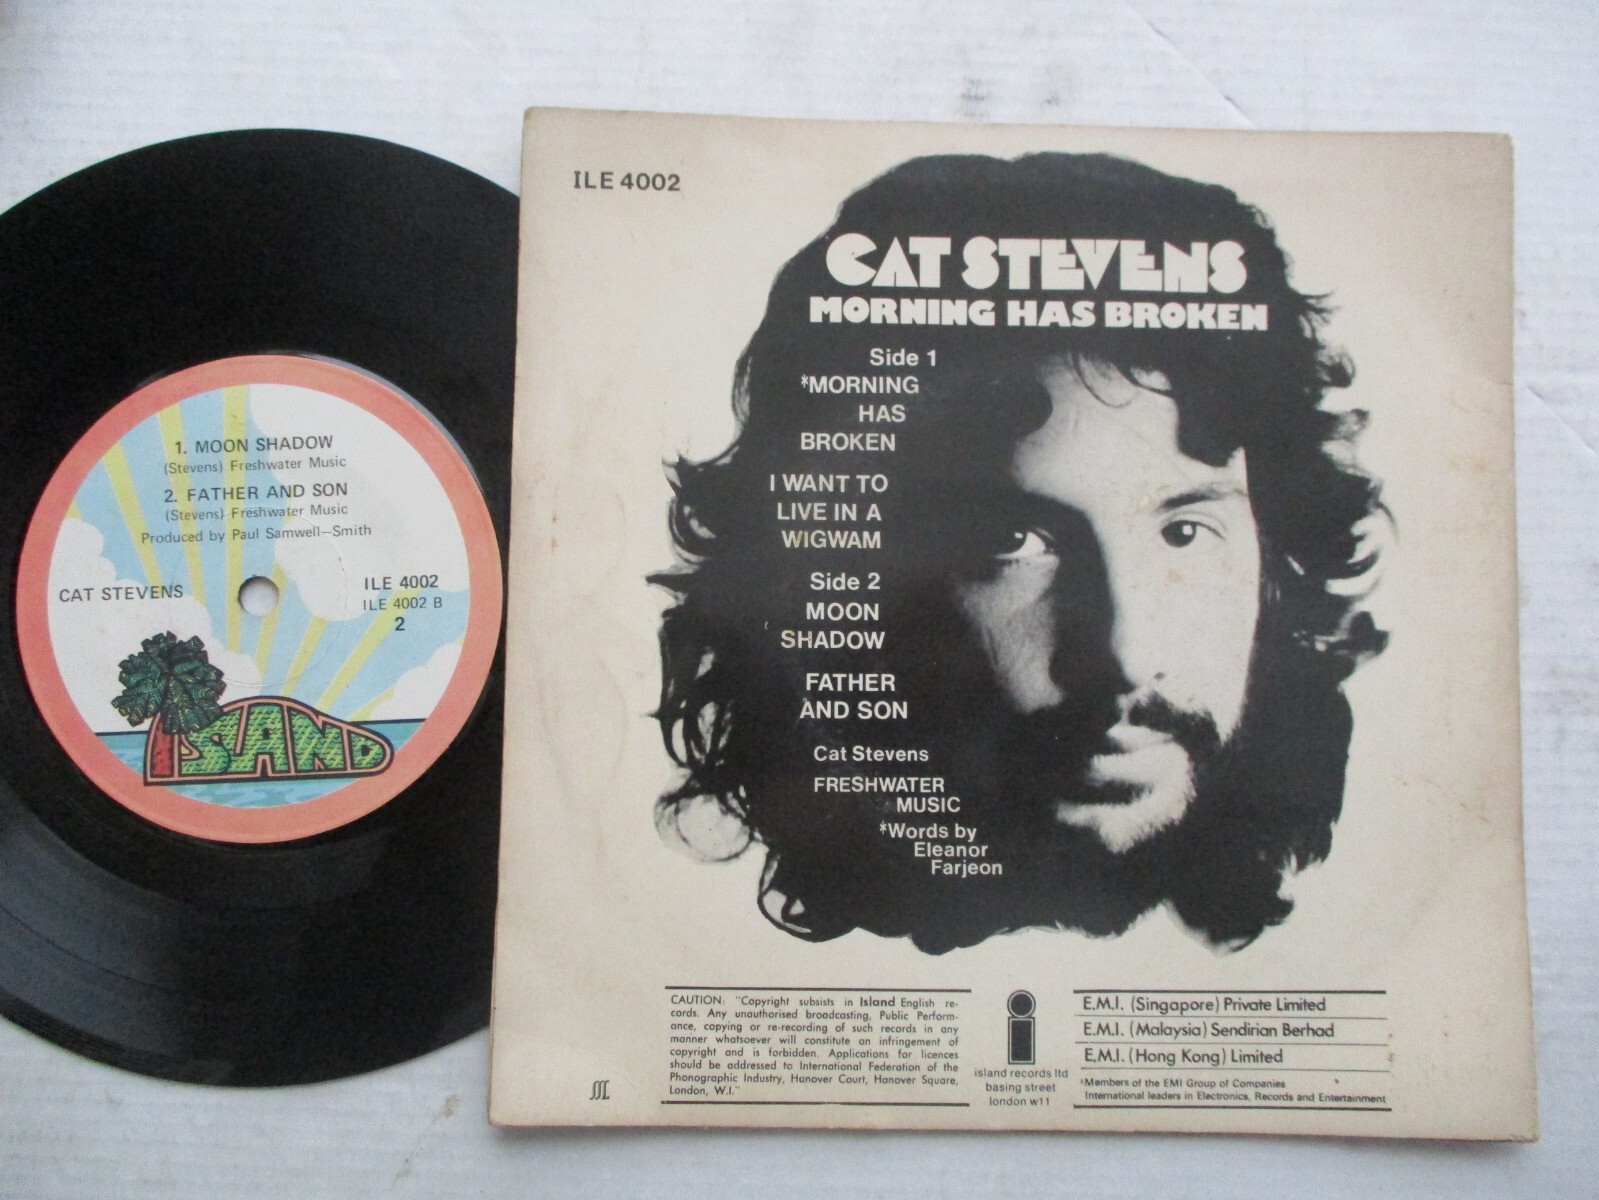 1. MOON SHADOW
(Stevens) Freshwater Music
2. FATHER AND SON
(Stevens) Freshwater Music
Produced by Paul Samwell-Smith
CAT STEVENS
ILE 4002
ILE 4002 B
2
ISLAND
ILE 4002
CAT STEVENS
MORNING HAS BROKEN
Side 1
*MORNING
HAS
BROKEN
I WANT TO
LIVE IN A
WIGWAM
Side 2
MOON
SHADOW
FATHER
AND SON
Cat Stevens
FRESHWATER
MUSIC
*Words by
Eleanor
Farjeon
CAUTION: "Copyright subsists in Island English re-
cords. Any unauthorised broadcasting, Public Perform-
ance, copying or re-recording of such records in any
manner whatsoever will constitute an infringement of
copyright and is forbidden. Applications for licences
should be addressed to International Federation of the
Phonographic Industry, Hanover Court, Hanover Square,
London, W.I."
i
island records ltd
basing street
london w11
E.M.I. (Singapore) Private Limited
E.M.I. (Malaysia) Sendirian Berhad
E.M.I. (Hong Kong) Limited
Members of the EMI Group of Companies
International leaders in Electronics, Records and Entertainment